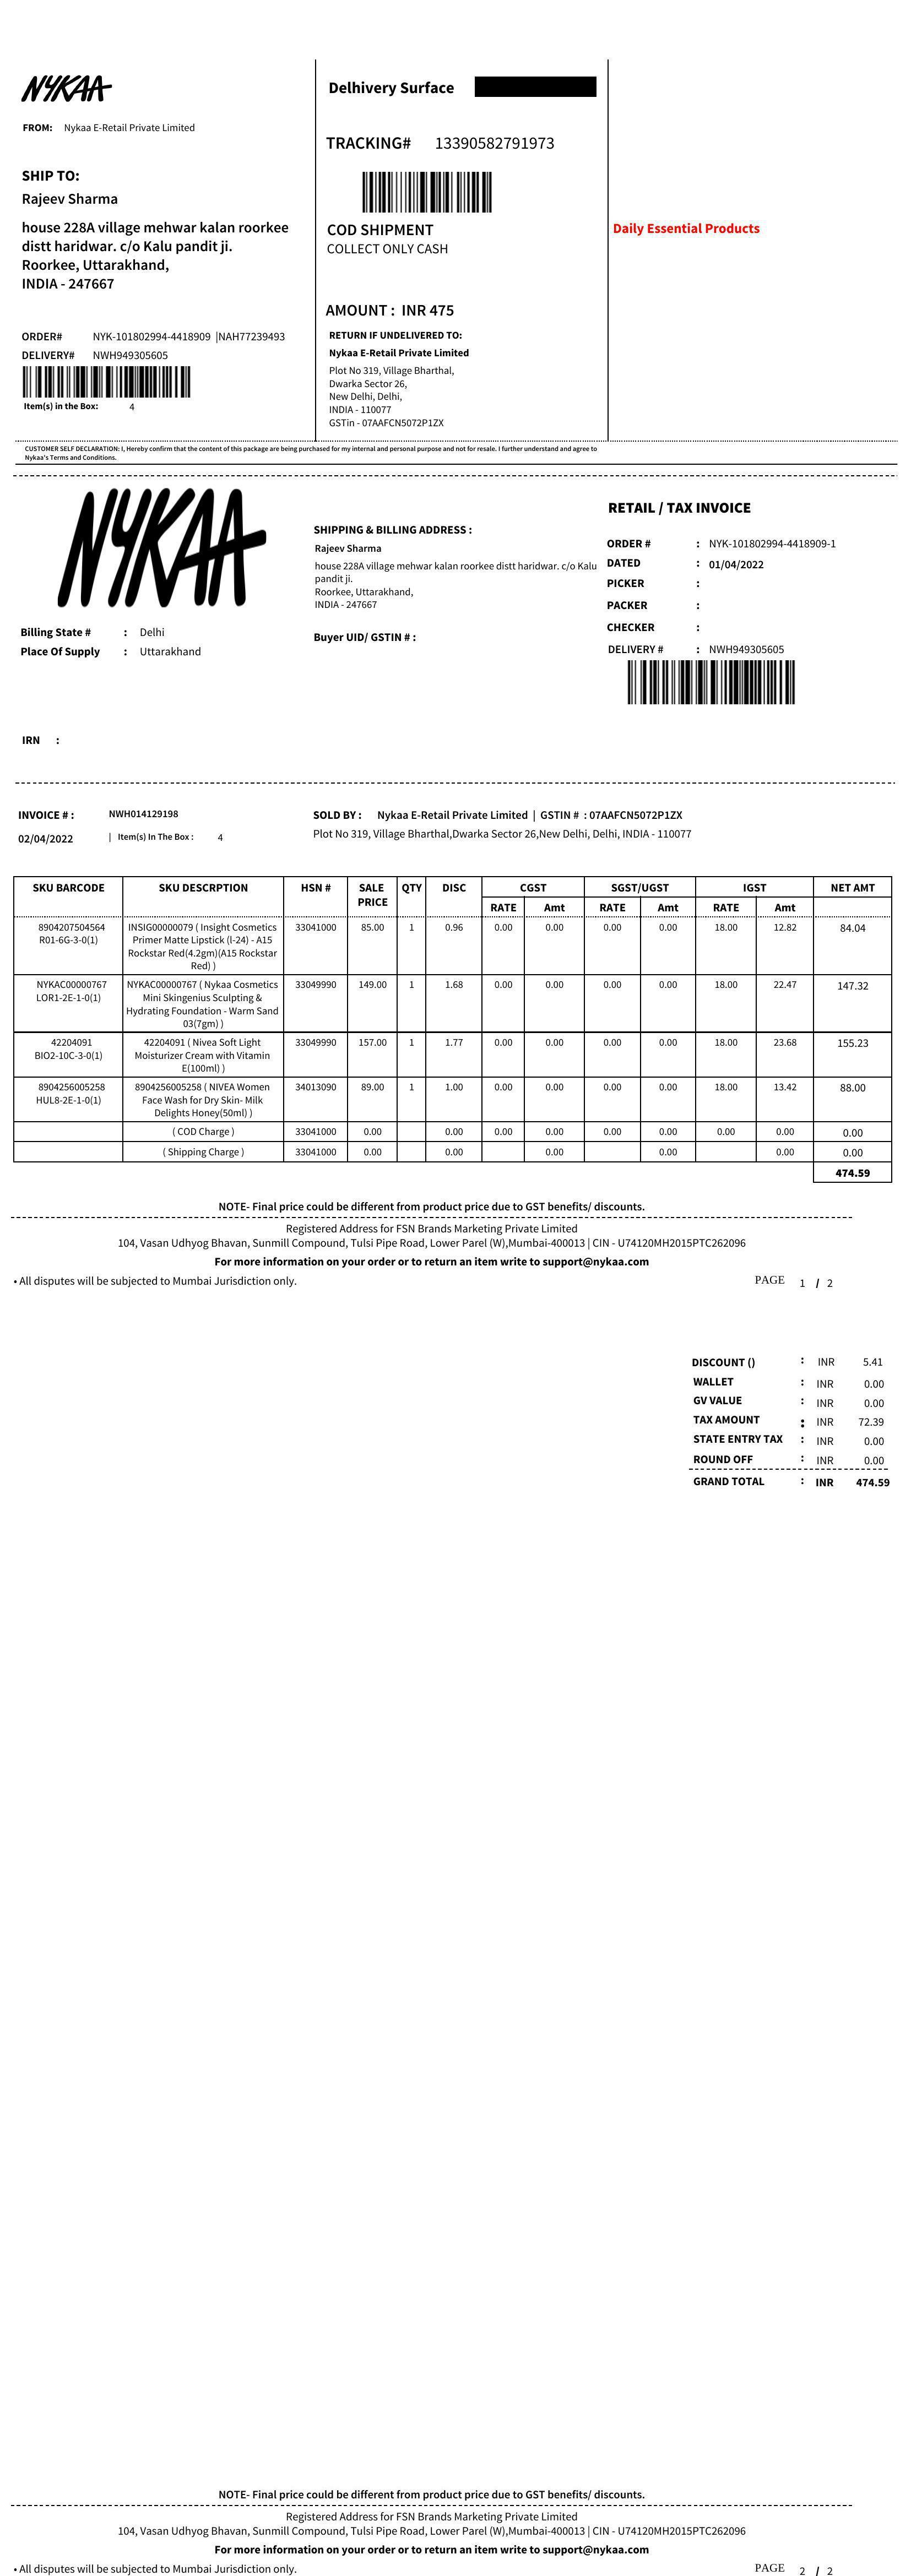 NYKAA
FROM: Nykaa E-Retail Private Limited
SHIP TO:
Rajeev Sharma
house 228A village mehwar kalan roorkee
distt haridwar. c/o Kalu pandit ji.
Roorkee, Uttarakhand,
INDIA - 247667
ORDER# NYK-101802994-4418909 |NAH77239493
DELIVERY# NWH949305605
Item(s) in the Box: 4
Delhivery Surface
TRACKING# 13390582791973
COD SHIPMENT
COLLECT ONLY CASH
AMOUNT : INR 475
RETURN IF UNDELIVERED TO:
Nykaa E-Retail Private Limited
Plot No 319, Village Bharthal,
Dwarka Sector 26,
New Delhi, Delhi,
INDIA - 110077
GSTin - 07AAFCN5072P1ZX
Daily Essential Products
CUSTOMER SELF DECLARATION: I, Hereby confirm that the content of this package are being purchased for my internal and personal purpose and not for resale. I further understand and agree to
Nykaa's Terms and Conditions.
NYKAA
Billing State # : Delhi
Place Of Supply : Uttarakhand
SHIPPING & BILLING ADDRESS :
Rajeev Sharma
house 228A village mehwar kalan roorkee distt haridwar. c/o Kalu
pandit ji.
Roorkee, Uttarakhand,
INDIA - 247667
Buyer UID/ GSTIN # :
RETAIL / TAX INVOICE
ORDER # : NYK-101802994-4418909-1
DATED : 01/04/2022
PICKER :
PACKER :
CHECKER :
DELIVERY # : NWH949305605
IRN :
INVOICE # : NWH014129198
02/04/2022 | Item(s) In The Box : 4
SOLD BY : Nykaa E-Retail Private Limited | GSTIN # : 07AAFCN5072P1ZX
Plot No 319, Village Bharthal,Dwarka Sector 26,New Delhi, Delhi, INDIA - 110077
SKU BARCODE SKU DESCRPTION HSN # SALE QTY DISC CGST SGST/UGST IGST NET AMT
PRICE RATE Amt RATE Amt RATE Amt
8904207504564 INSIG00000079 ( Insight Cosmetics 33041000 85.00 1 0.96 0.00 0.00 0.00 0.00 18.00 12.82 84.04
R01-6G-3-0(1) Primer Matte Lipstick (l-24) - A15
Rockstar Red(4.2gm)(A15 Rockstar
Red) )
NYKAC00000767 NYKAC00000767 ( Nykaa Cosmetics 33049990 149.00 1 1.68 0.00 0.00 0.00 0.00 18.00 22.47 147.32
LOR1-2E-1-0(1) Mini Skingenius Sculpting &
Hydrating Foundation - Warm Sand
03(7gm) )
42204091 42204091 ( Nivea Soft Light 33049990 157.00 1 1.77 0.00 0.00 0.00 0.00 18.00 23.68 155.23
BIO2-10C-3-0(1) Moisturizer Cream with Vitamin
E(100ml) )
8904256005258 8904256005258 ( NIVEA Women 34013090 89.00 1 1.00 0.00 0.00 0.00 0.00 18.00 13.42 88.00
HUL8-2E-1-0(1) Face Wash for Dry Skin- Milk
Delights Honey(50ml) )
( COD Charge ) 33041000 0.00 0.00 0.00 0.00 0.00 0.00 0.00 0.00 0.00
( Shipping Charge ) 33041000 0.00 0.00 0.00 0.00 0.00 0.00
474.59
NOTE- Final price could be different from product price due to GST benefits/ discounts.
Registered Address for FSN Brands Marketing Private Limited
104, Vasan Udhyog Bhavan, Sunmill Compound, Tulsi Pipe Road, Lower Parel (W),Mumbai-400013 | CIN - U74120MH2015PTC262096
For more information on your order or to return an item write to support@nykaa.com
• All disputes will be subjected to Mumbai Jurisdiction only. PAGE 1 / 2
DISCOUNT () : INR 5.41
WALLET : INR 0.00
GV VALUE : INR 0.00
TAX AMOUNT : INR 72.39
STATE ENTRY TAX : INR 0.00
ROUND OFF : INR 0.00
GRAND TOTAL : INR 474.59
NOTE- Final price could be different from product price due to GST benefits/ discounts.
Registered Address for FSN Brands Marketing Private Limited
104, Vasan Udhyog Bhavan, Sunmill Compound, Tulsi Pipe Road, Lower Parel (W),Mumbai-400013 | CIN - U74120MH2015PTC262096
For more information on your order or to return an item write to support@nykaa.com
• All disputes will be subjected to Mumbai Jurisdiction only. PAGE 2 / 2